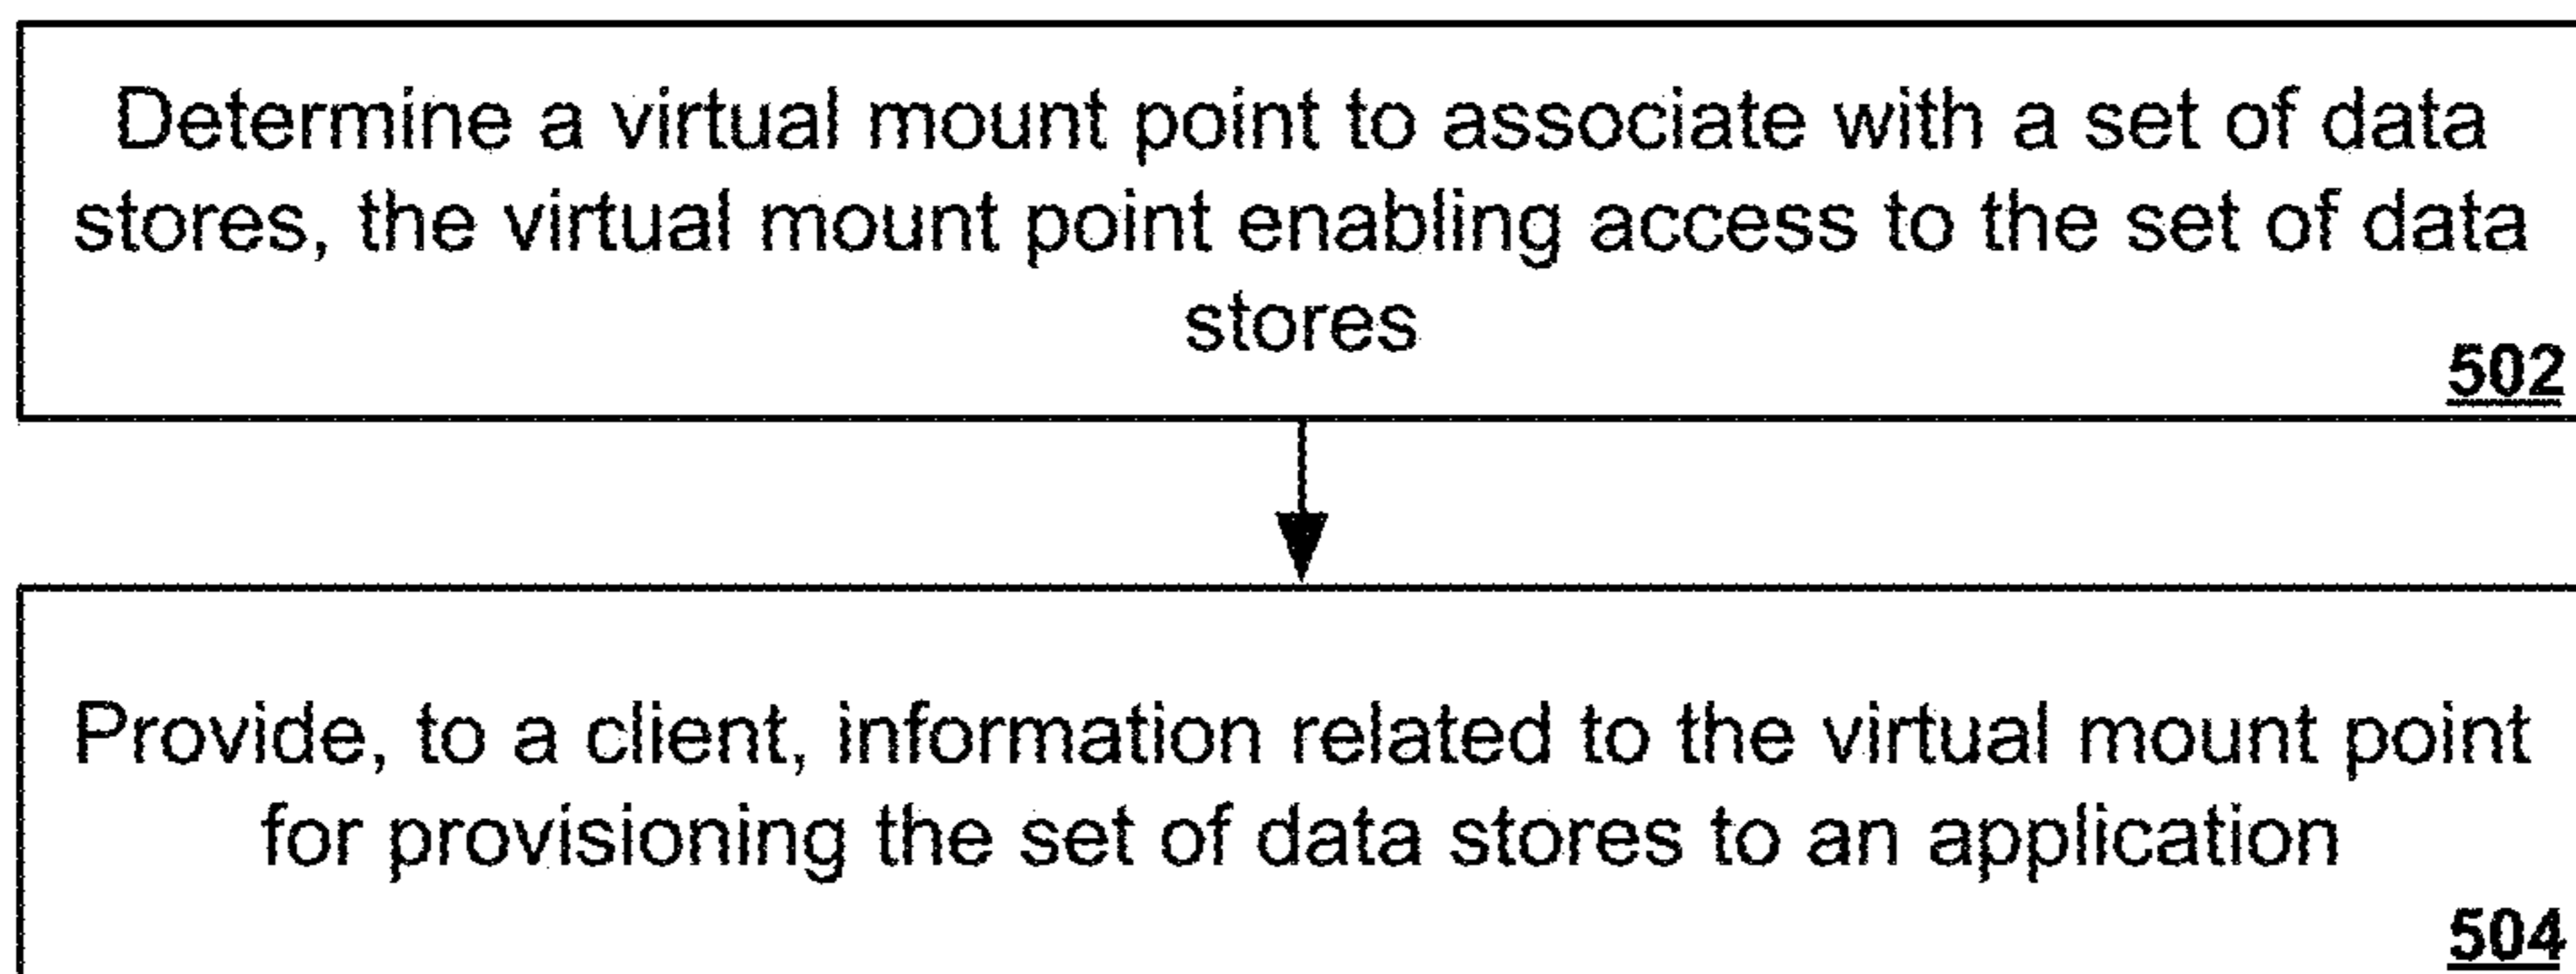 Determine a virtual mount point to associate with a set of data
stores, the virtual mount point enabling access to the set of data
stores
502
Provide, to a client, information related to the virtual mount point
for provisioning the set of data stores to an application
504